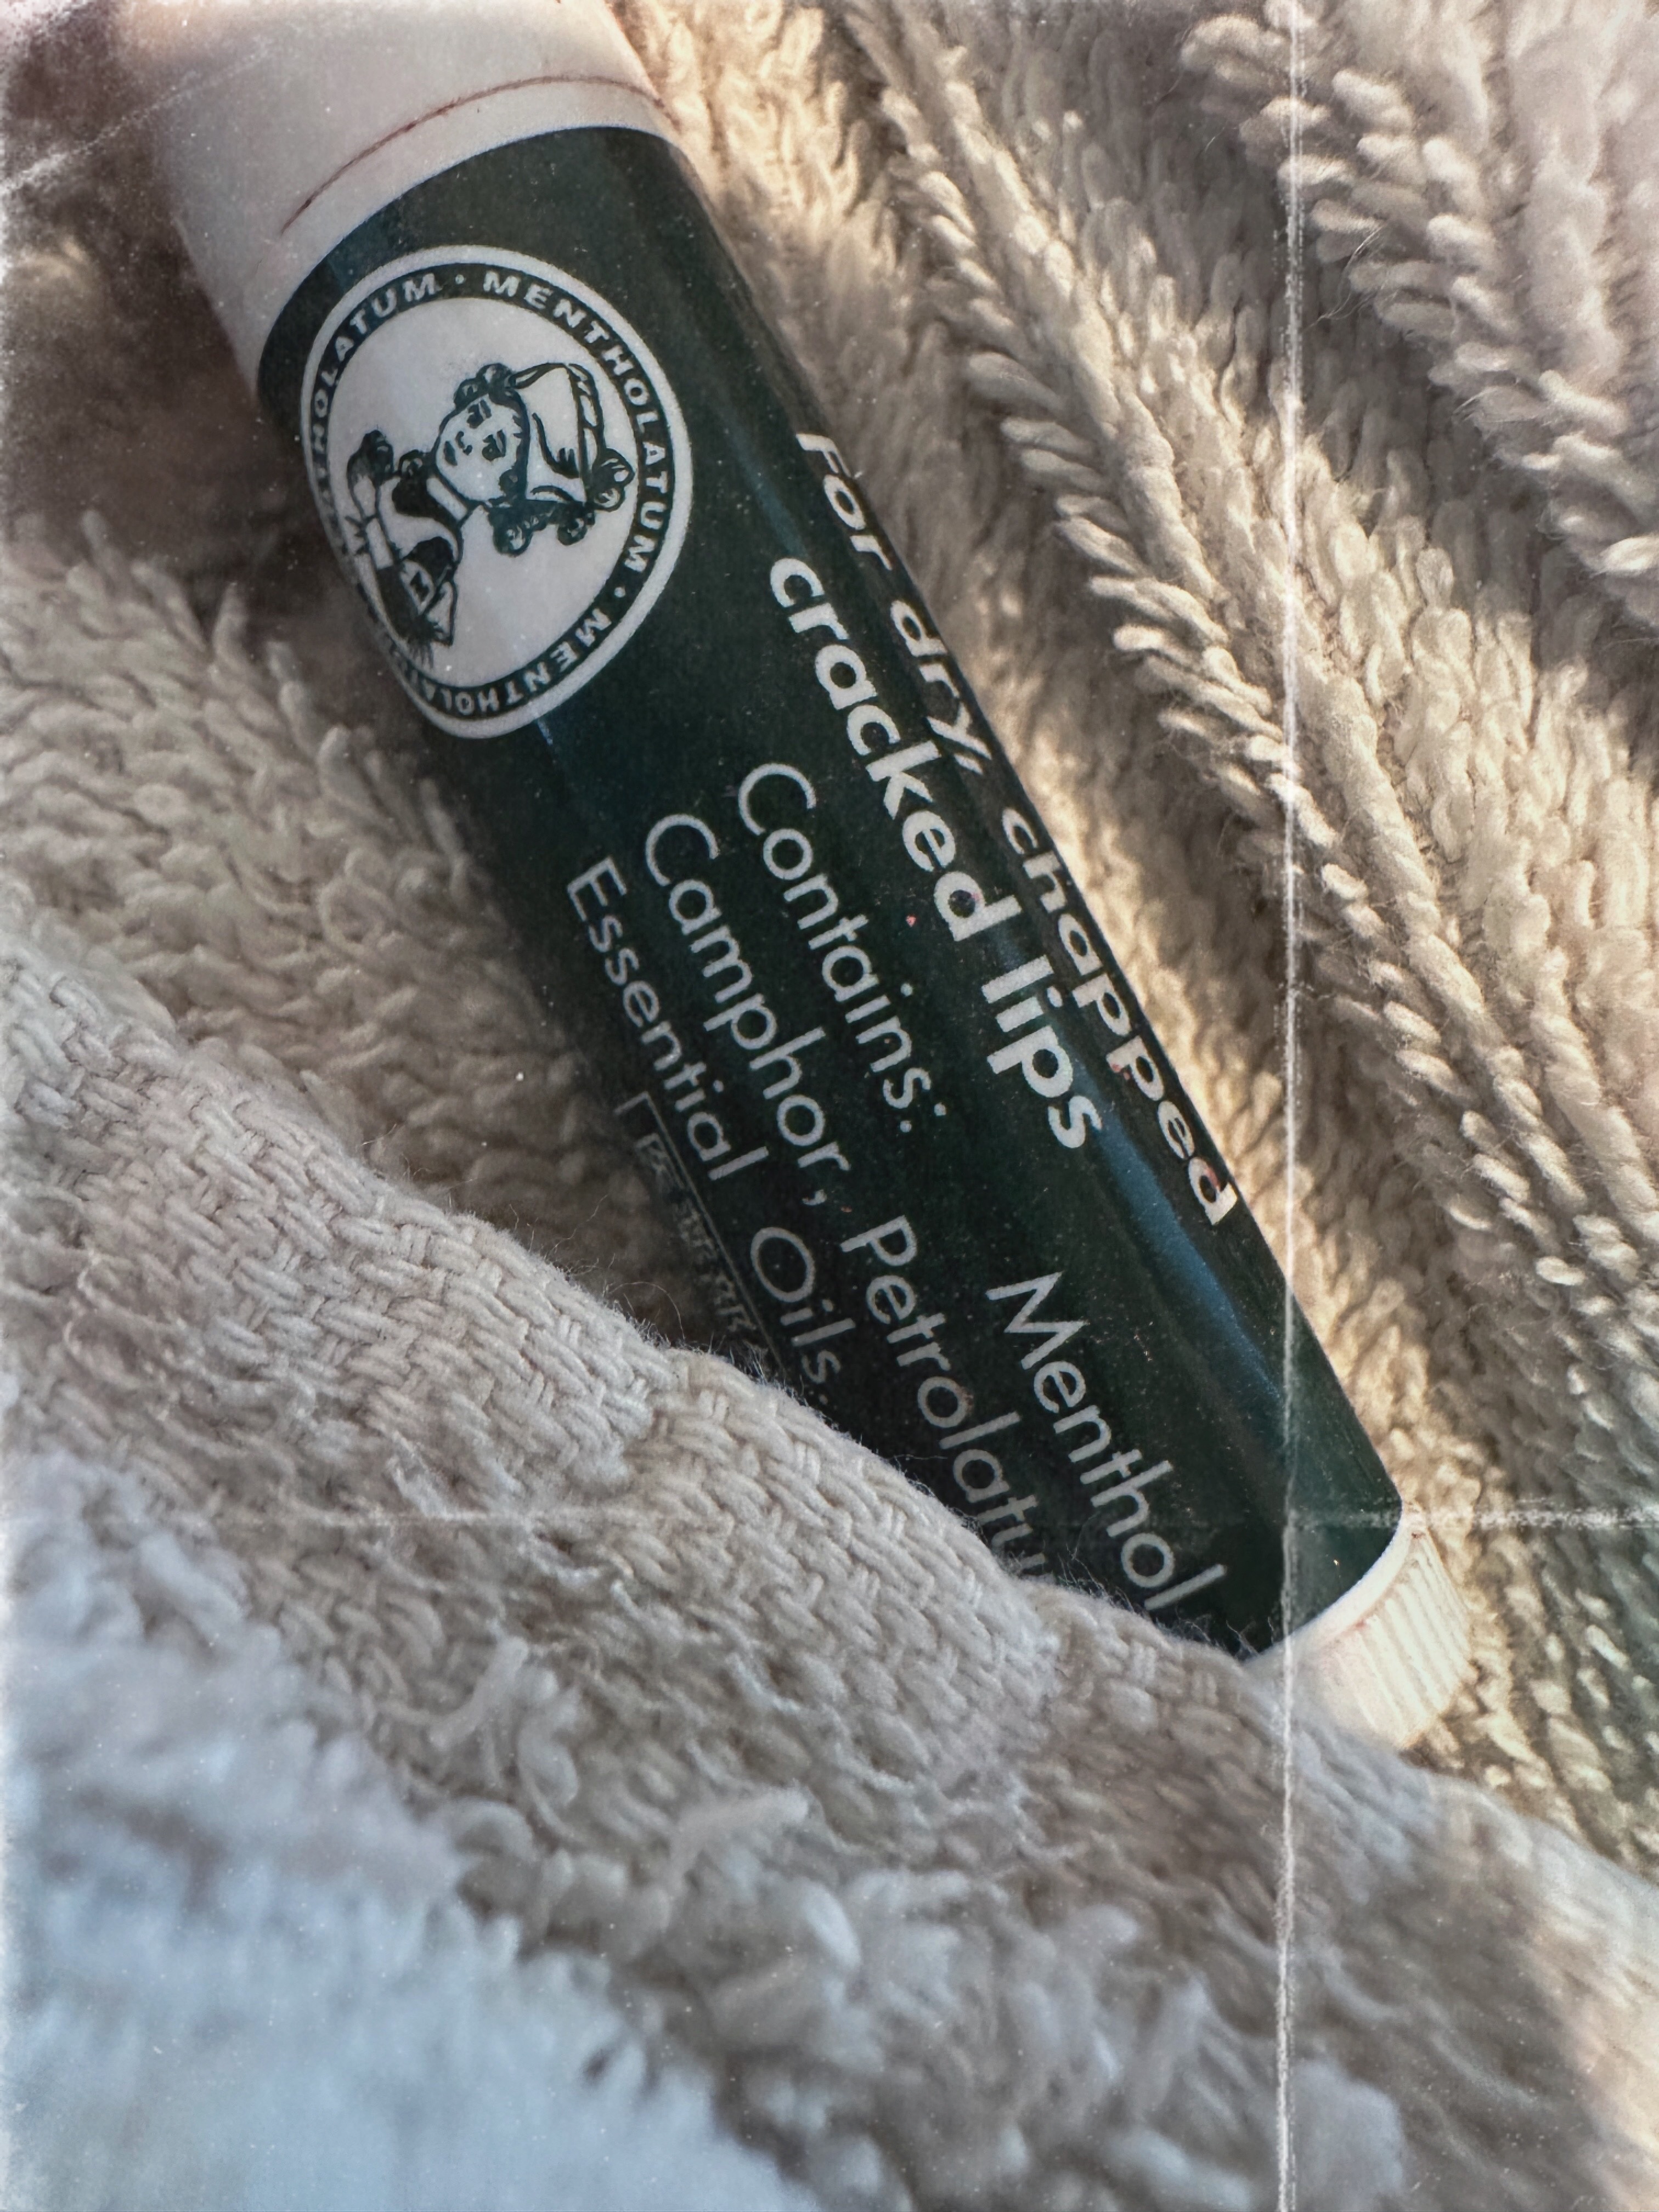 MENTHOLATUM · MENTHOLATUM · MENTHOLATUM
For dry, chapped
cracked lips
Contains: Menthol
Camphor, Petrolatu
Essential Oils.